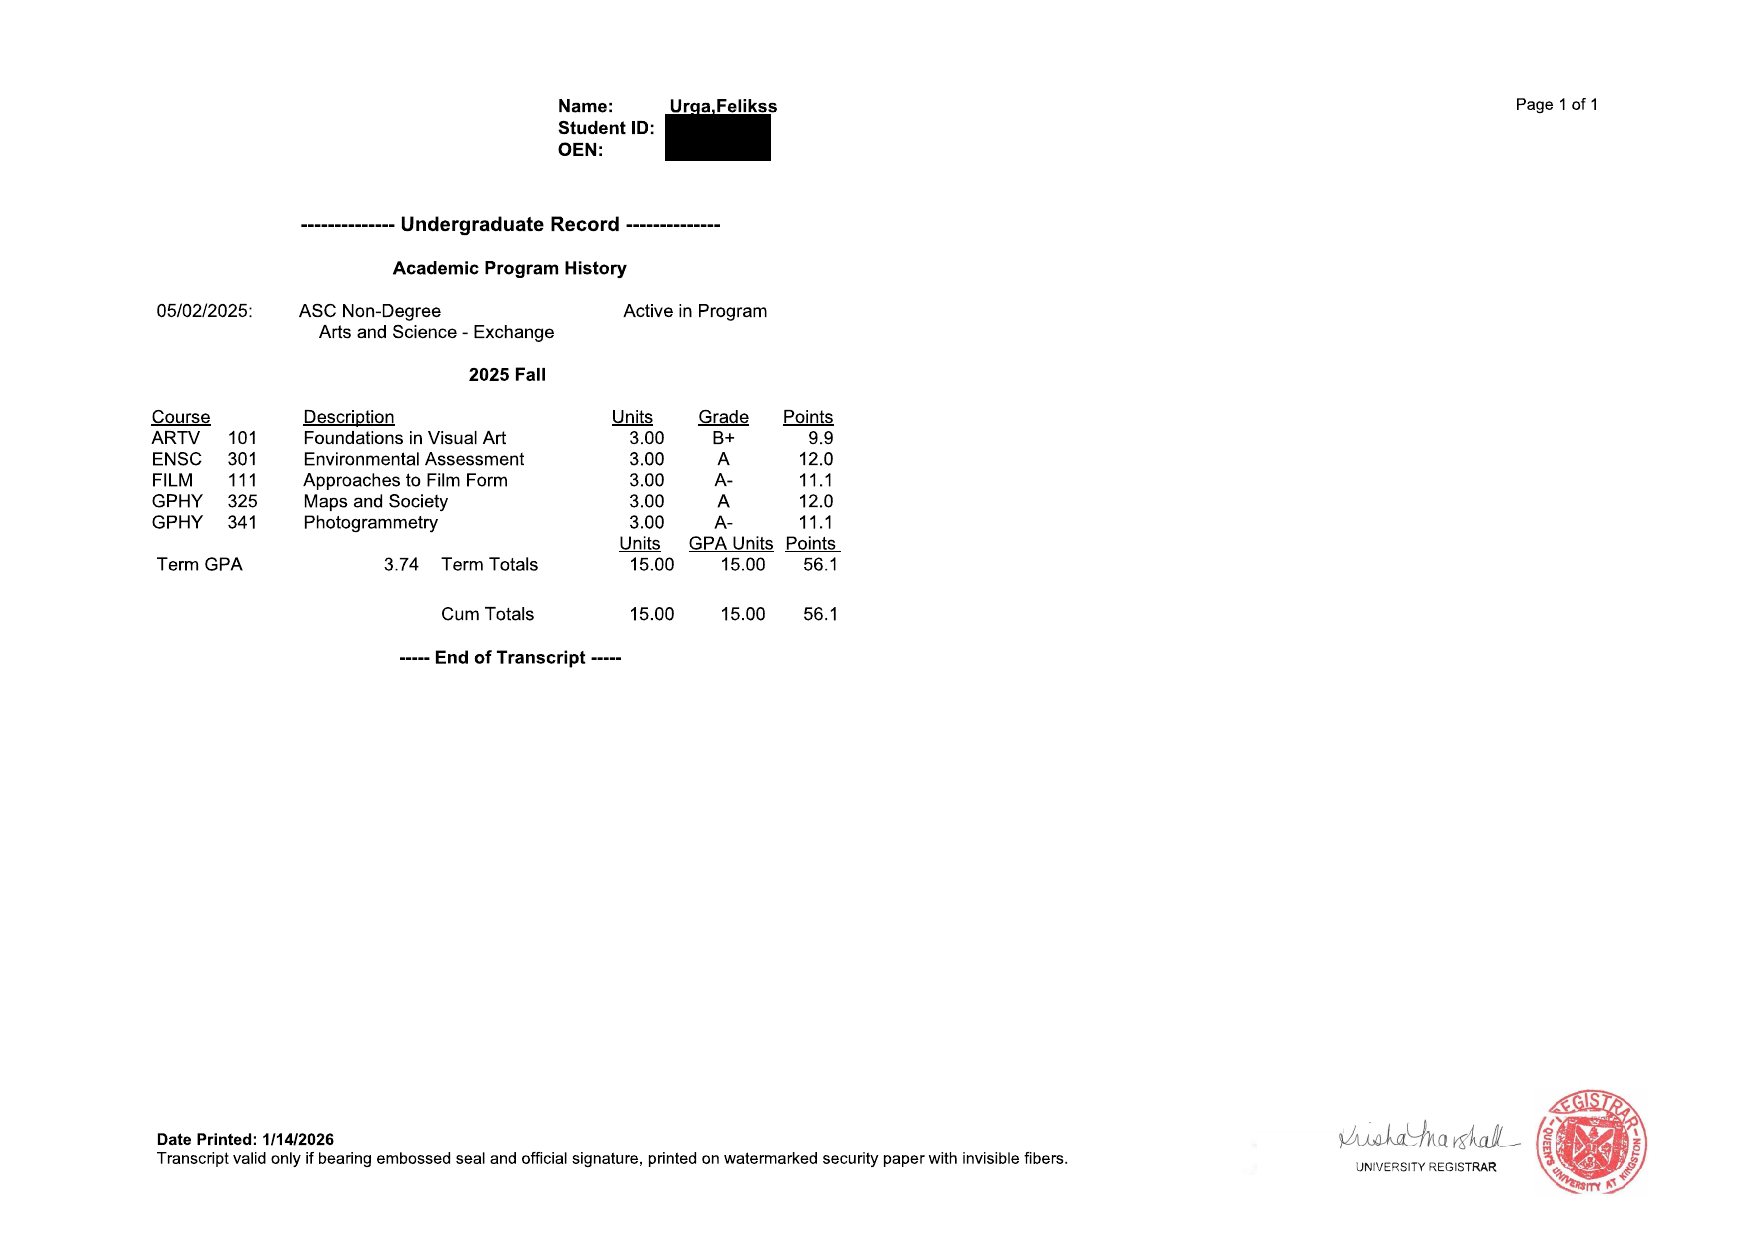 Name: Urga,Felikss
Page 1 of 1
Student ID:
OEN:
-------------- Undergraduate Record --------------
Academic Program History
05/02/2025: ASC Non-Degree Active in Program
Arts and Science - Exchange
2025 Fall
Course Description Units Grade Points
ARTV 101 Foundations in Visual Art 3.00 B+ 9.9
ENSC 301 Environmental Assessment 3.00 A 12.0
FILM 111 Approaches to Film Form 3.00 A- 11.1
GPHY 325 Maps and Society 3.00 A 12.0
GPHY 341 Photogrammetry 3.00 A- 11.1
Units GPA Units Points
Term GPA 3.74 Term Totals 15.00 15.00 56.1
Cum Totals 15.00 15.00 56.1
----- End of Transcript -----
Date Printed: 1/14/2026
Transcript valid only if bearing embossed seal and official signature, printed on watermarked security paper with invisible fibers.
Krisha Marshall
UNIVERSITY REGISTRAR
REGISTRAR
QUEEN'S UNIVERSITY AT KINGSTON